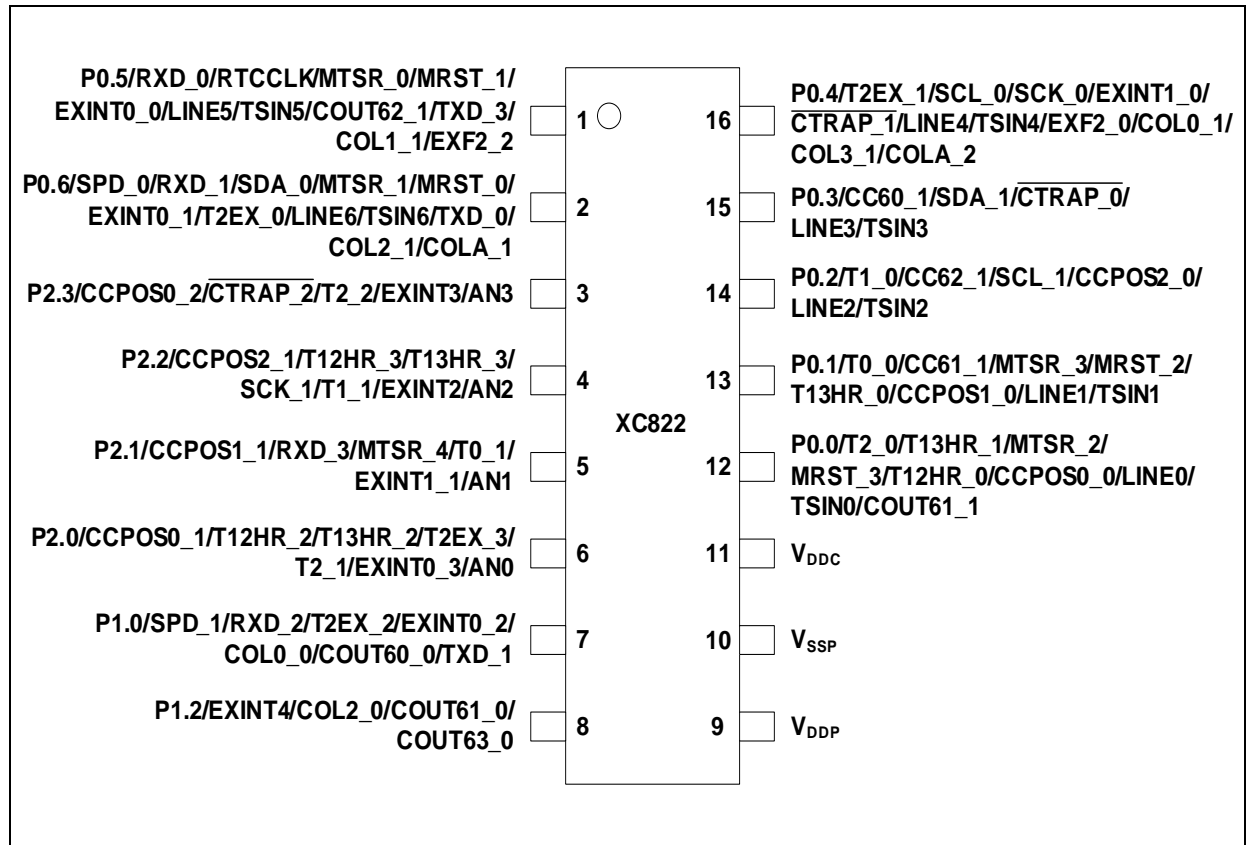 P0.5/RXD_0/RTCCLK/MTSR_0/MRST_1/
EXINT0_0/LINE5/TSIN5/COUT62_1/TXD_3/
COL1_1/EXF2_2
1
P0.6/SPD_0/RXD_1/SDA_0/MTSR_1/MRST_0/
EXINT0_1/T2EX_0/LINE6/TSIN6/TXD_0/
COL2_1/COLA_1
2
P2.3/CCPOS0_2/CTRAP_2/T2_2/EXINT3/AN3
3
P2.2/CCPOS2_1/T12HR_3/T13HR_3/
SCK_1/T1_1/EXINT2/AN2
4
P2.1/CCPOS1_1/RXD_3/MTSR_4/T0_1/
EXINT1_1/AN1
5
P2.0/CCPOS0_1/T12HR_2/T13HR_2/T2EX_3/
T2_1/EXINT0_3/AN0
6
P1.0/SPD_1/RXD_2/T2EX_2/EXINT0_2/
COL0_0/COUT60_0/TXD_1
7
P1.2/EXINT4/COL2_0/COUT61_0/
COUT63_0
8
XC822
16
P0.4/T2EX_1/SCL_0/SCK_0/EXINT1_0/
CTRAP_1/LINE4/TSIN4/EXF2_0/COL0_1/
COL3_1/COLA_2
15
P0.3/CC60_1/SDA_1/CTRAP_0/
LINE3/TSIN3
14
P0.2/T1_0/CC62_1/SCL_1/CCPOS2_0/
LINE2/TSIN2
13
P0.1/T0_0/CC61_1/MTSR_3/MRST_2/
T13HR_0/CCPOS1_0/LINE1/TSIN1
12
P0.0/T2_0/T13HR_1/MTSR_2/
MRST_3/T12HR_0/CCPOS0_0/LINE0/
TSIN0/COUT61_1
11
VDDC
10
VSSP
9
VDDP